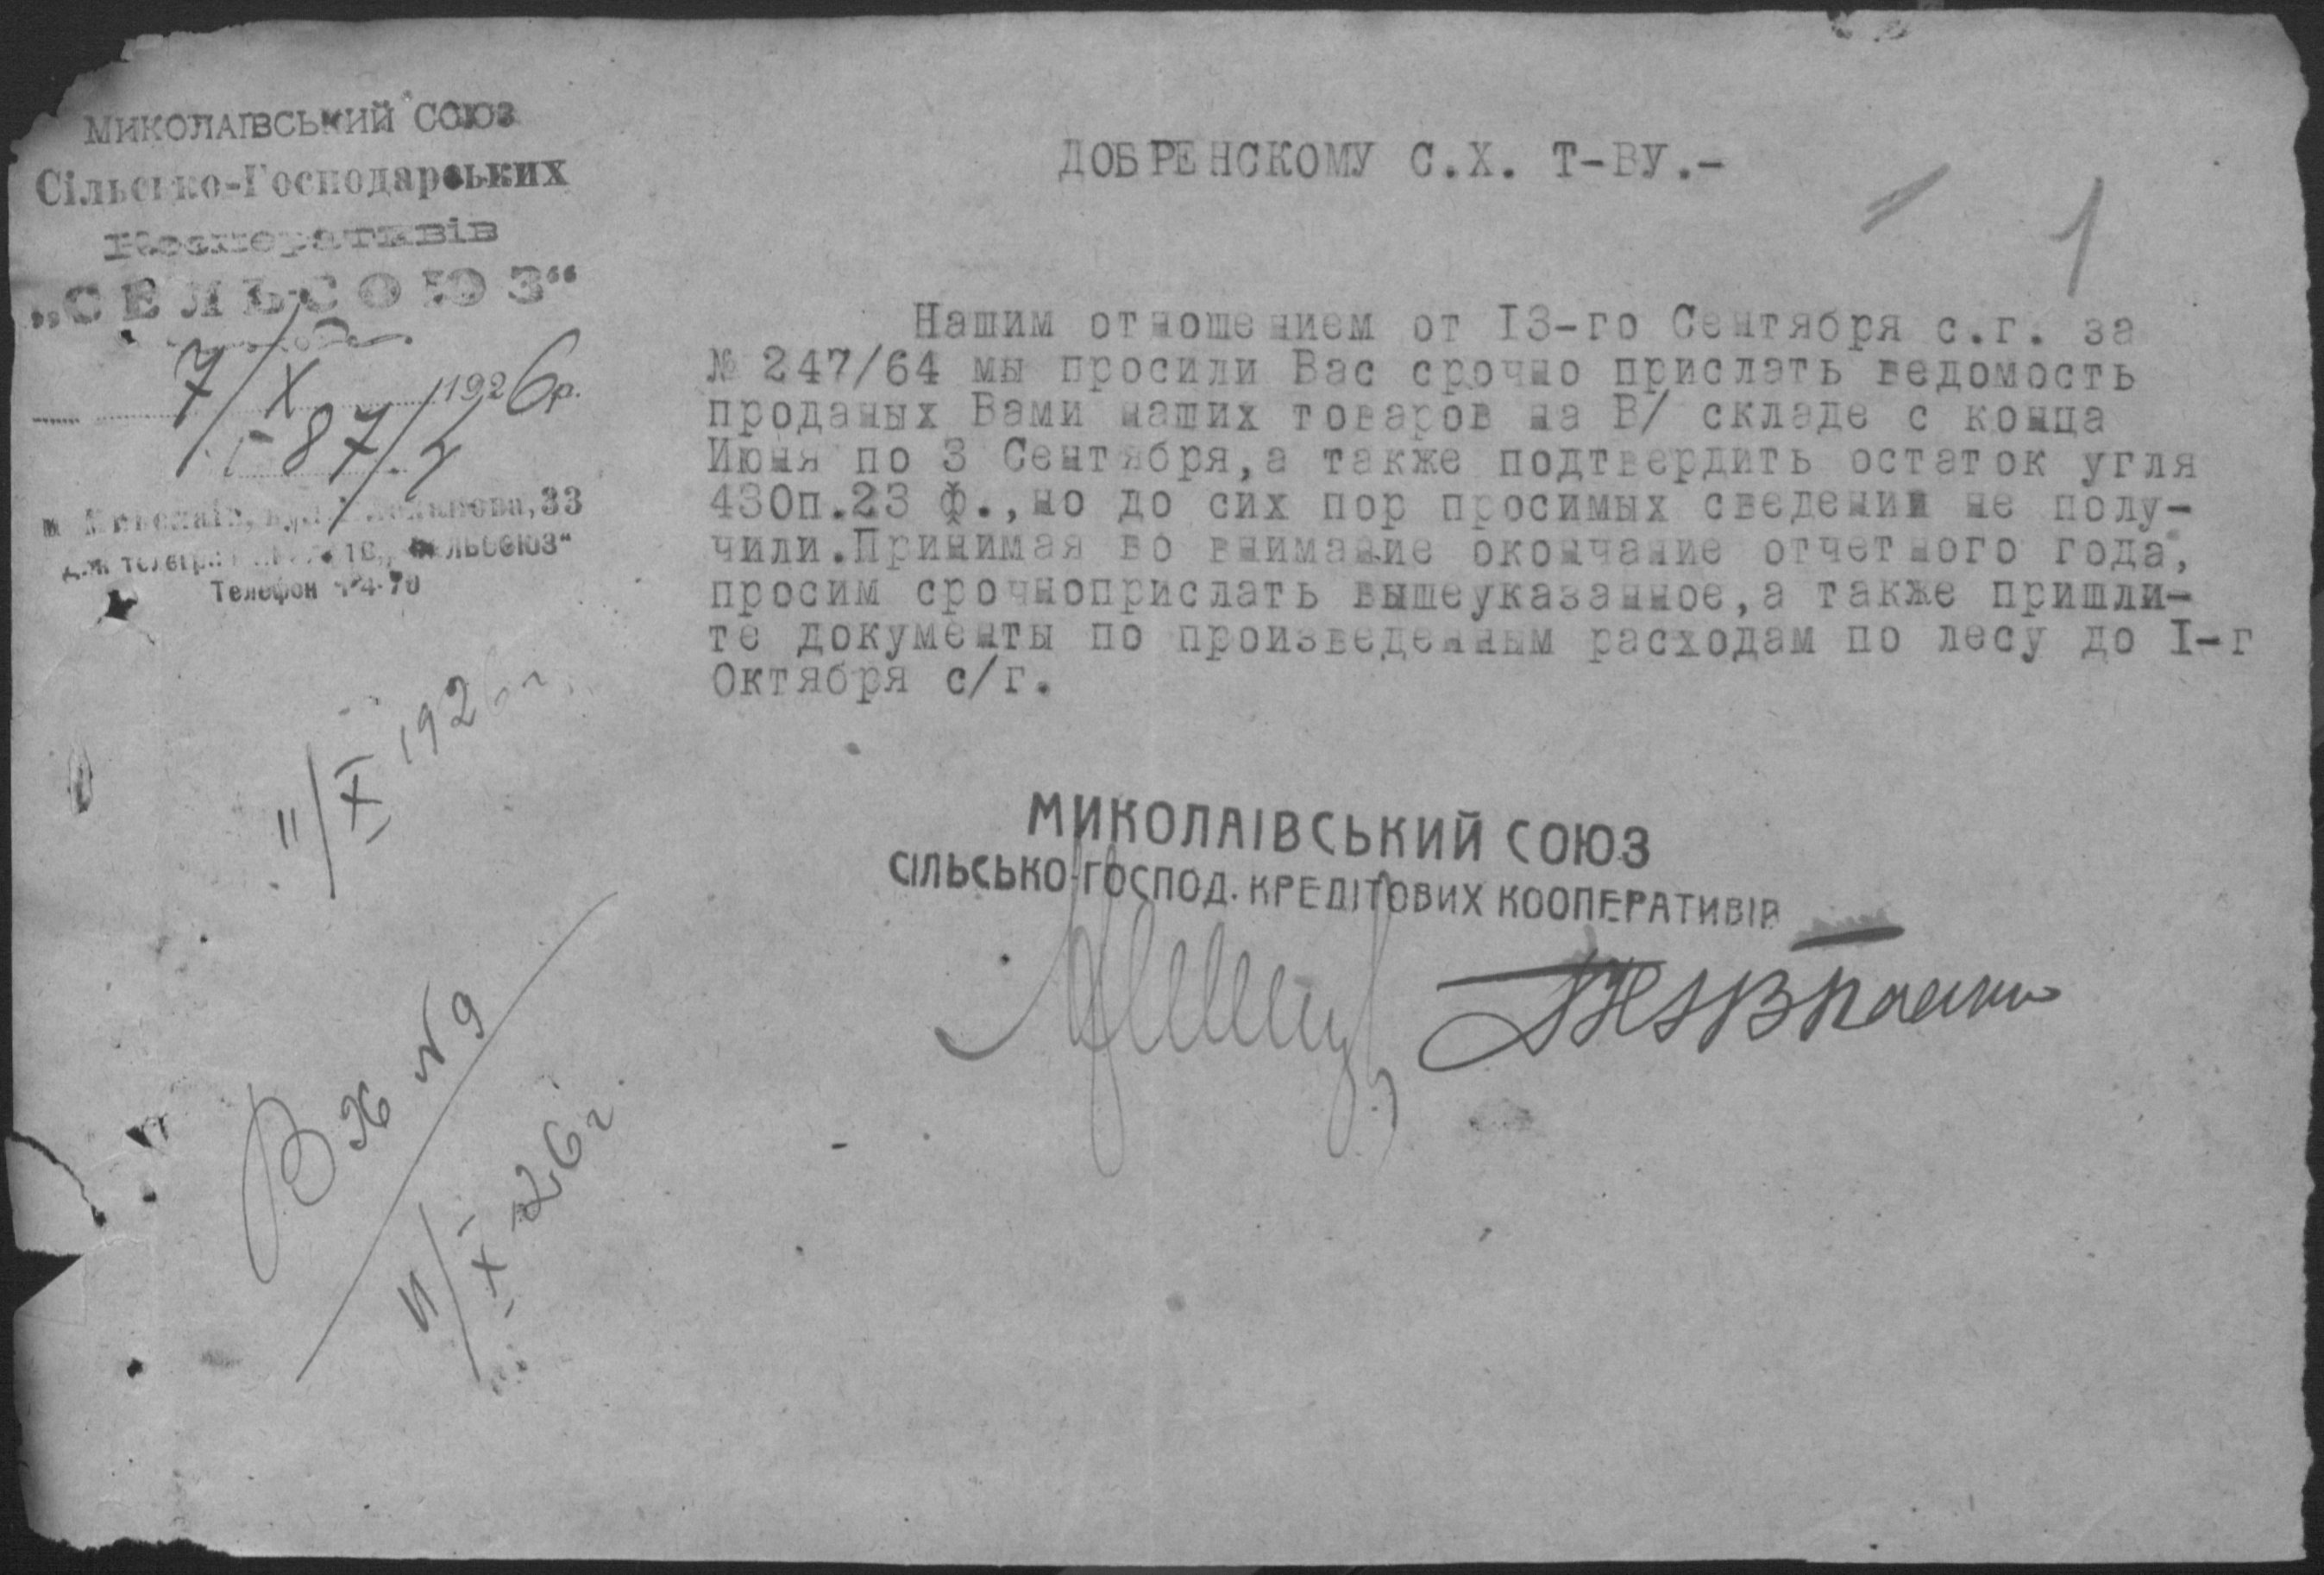 МИКОЛАЇВСЬКИЙ СОЮЗ
Сільсько-Господарських
Кооперативів
„СЕЛЬСОЮЗ“
7/X 1926р.
87/
33
Телефон
ДОБРЕНСКОМУ С.Х. Т-ВУ.-
1
Нашим отношением от I3-го Сентября с.г. за
№ 247/64 мы просили Вас срочно прислать ведомость
проданых Вами наших товаров на В/ складе с конца
Июня по 3 Сентября,а также подтвердить остаток угля
430п.23 ф.,но до сих пор просимых сведений не полу-
чили.Принимая во внимание окончание отчетного года,
просим срочноприслать вышеуказанное,а также пришли-
те документы по произведенным расходам по лесу до I-г
Октября с/г.
11/X 1926г.
МИКОЛАІВСЬКИЙ СОЮЗ
СІЛЬСЬКО-ГОСПОД. КРЕДІТОВИХ КООПЕРАТИВІВ
Вх №9
11/X 26г.